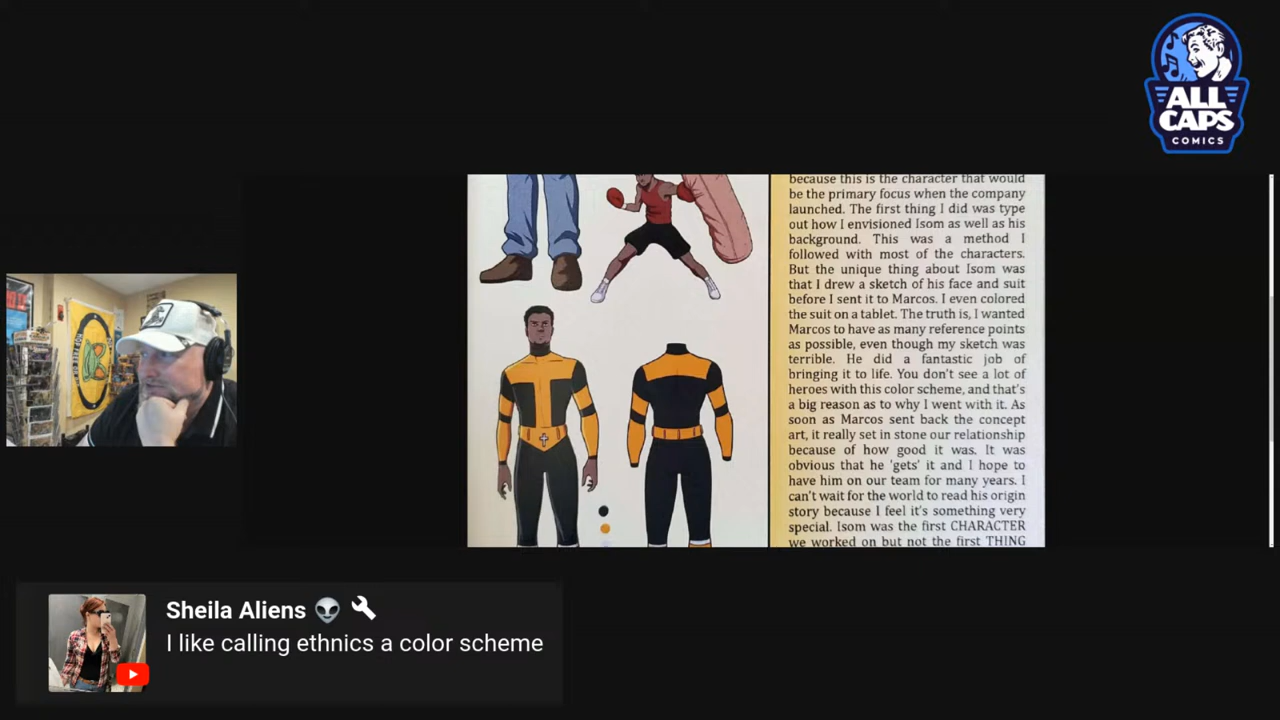 ALL
CAPS
COMICS
because this is the character that would
be the primary focus when the company
launched. The first thing I did was type
out how I envisioned Isom as well as his
background. This was a method I
followed with most of the characters.
But the unique thing about Isom was
that I drew a sketch of his face and suit
before I sent it to Marcos. I even colored
the suit on a tablet. The truth is, I wanted
Marcos to have as many reference points
as possible, even though my sketch was
terrible. He did a fantastic job of
bringing it to life. You don't see a lot of
heroes with this color scheme, and that's
a big reason as to why I went with it. As
soon as Marcos sent back the concept
art, it really set in stone our relationship
because of how good it was. It was
obvious that he 'gets' it and I hope to
have him on our team for many years. I
can't wait for the world to read his origin
story because I feel it's something very
special. Isom was the first CHARACTER
we worked on but not the first THING
Sheila Aliens
I like calling ethnics a color scheme